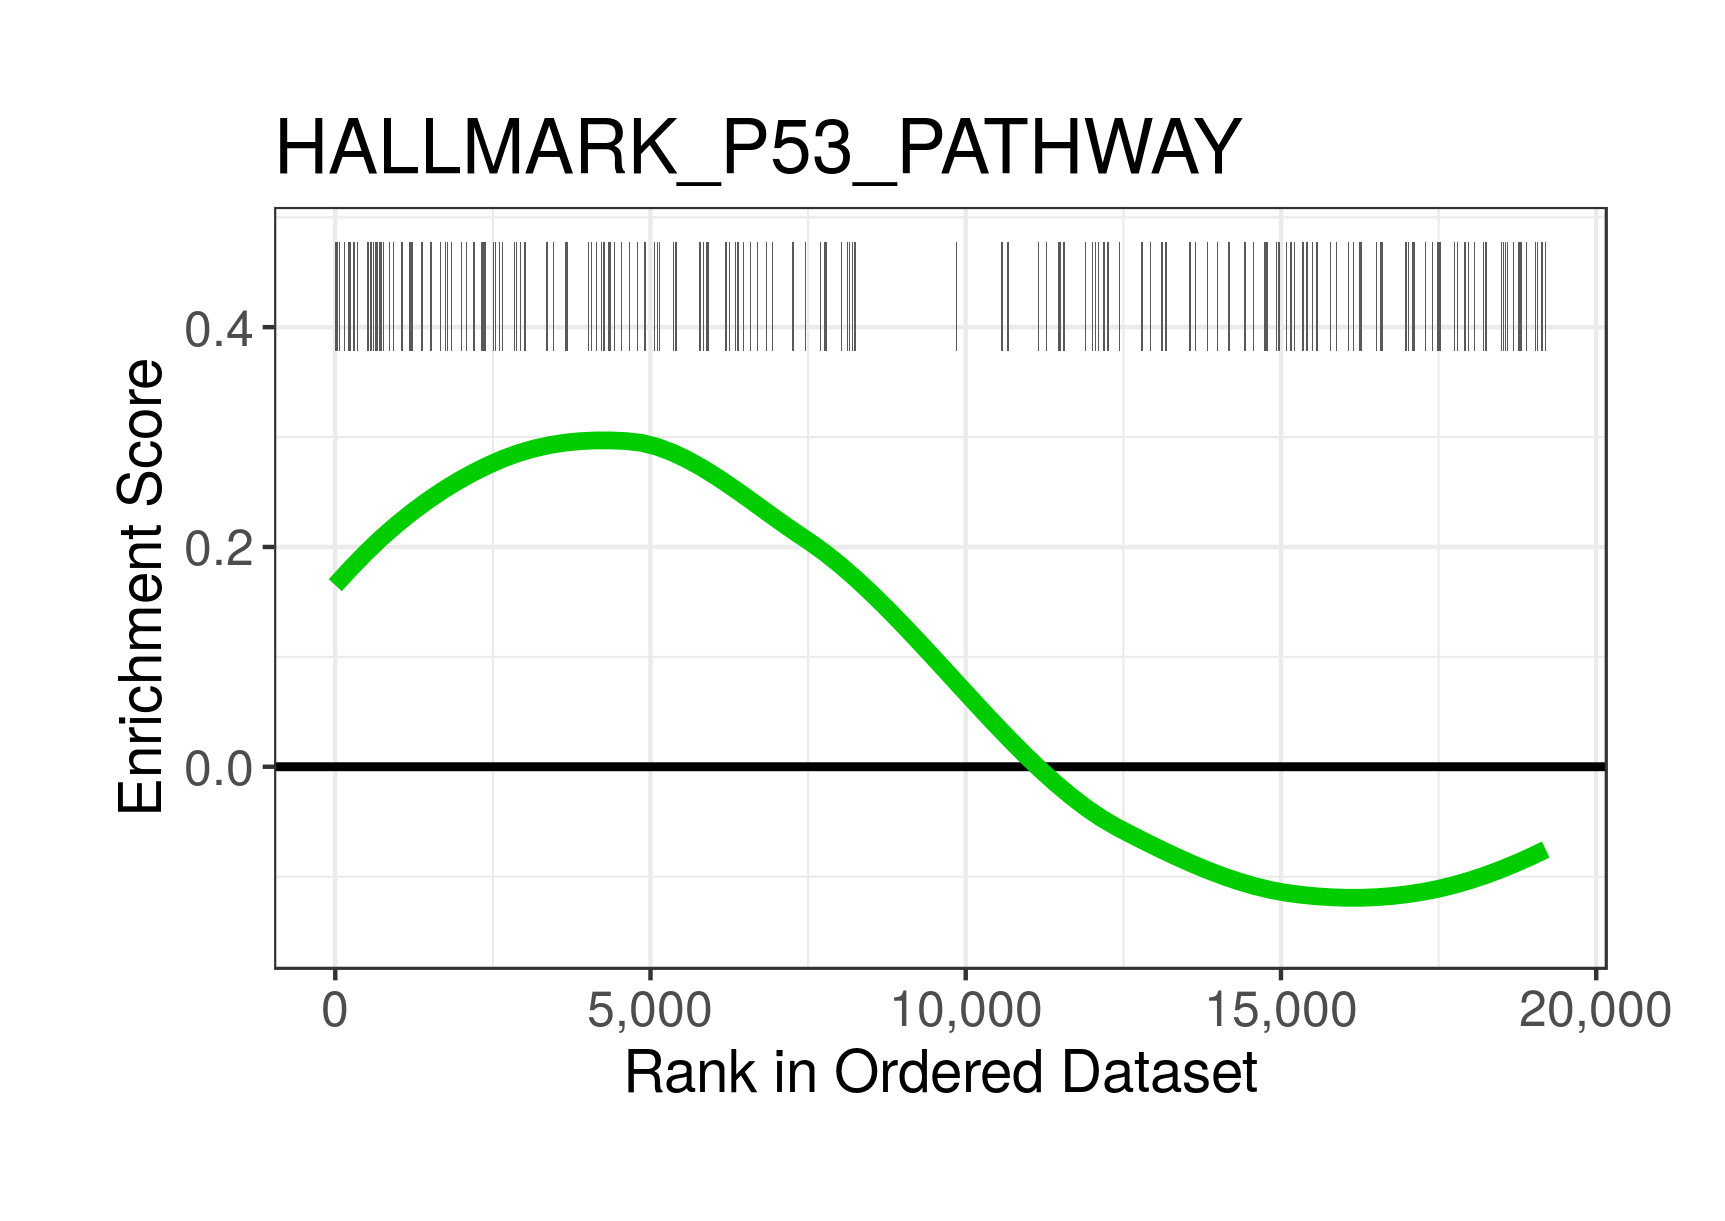 HALLMARK_P53_PATHWAY
Enrichment Score
0.4
0.2
0.0
0 5,000 10,000 15,000 20,000
Rank in Ordered Dataset